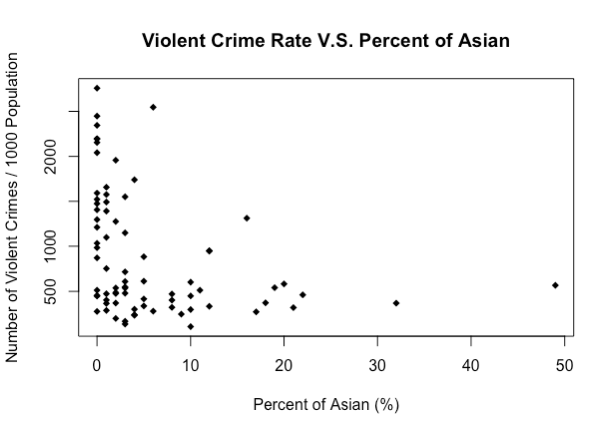 Violent Crime Rate V.S. Percent of Asian
Number of Violent Crimes / 1000 Population
2000
1000
500
0 10 20 30 40 50
Percent of Asian (%)